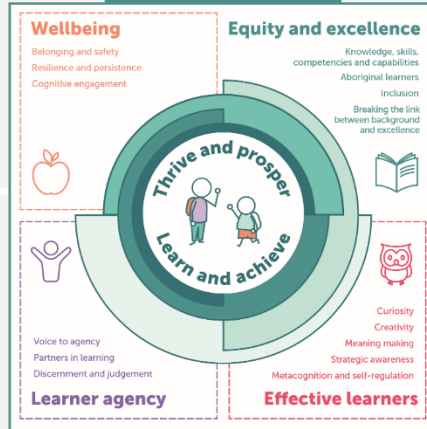 Wellbeing
Belonging and safety
Resilience and persistence
Cognitive engagement
Equity and excellence
Knowledge, skills,
competencies and capabilities
Aboriginal learners
Inclusion
Breaking the link
between background
and excellence
Thrive and prosper
Learn and achieve
Voice to agency
Partners in learning
Discernment and judgement
Learner agency
Curiosity
Creativity
Meaning making
Strategic awareness
Metacognition and self-regulation
Effective learners